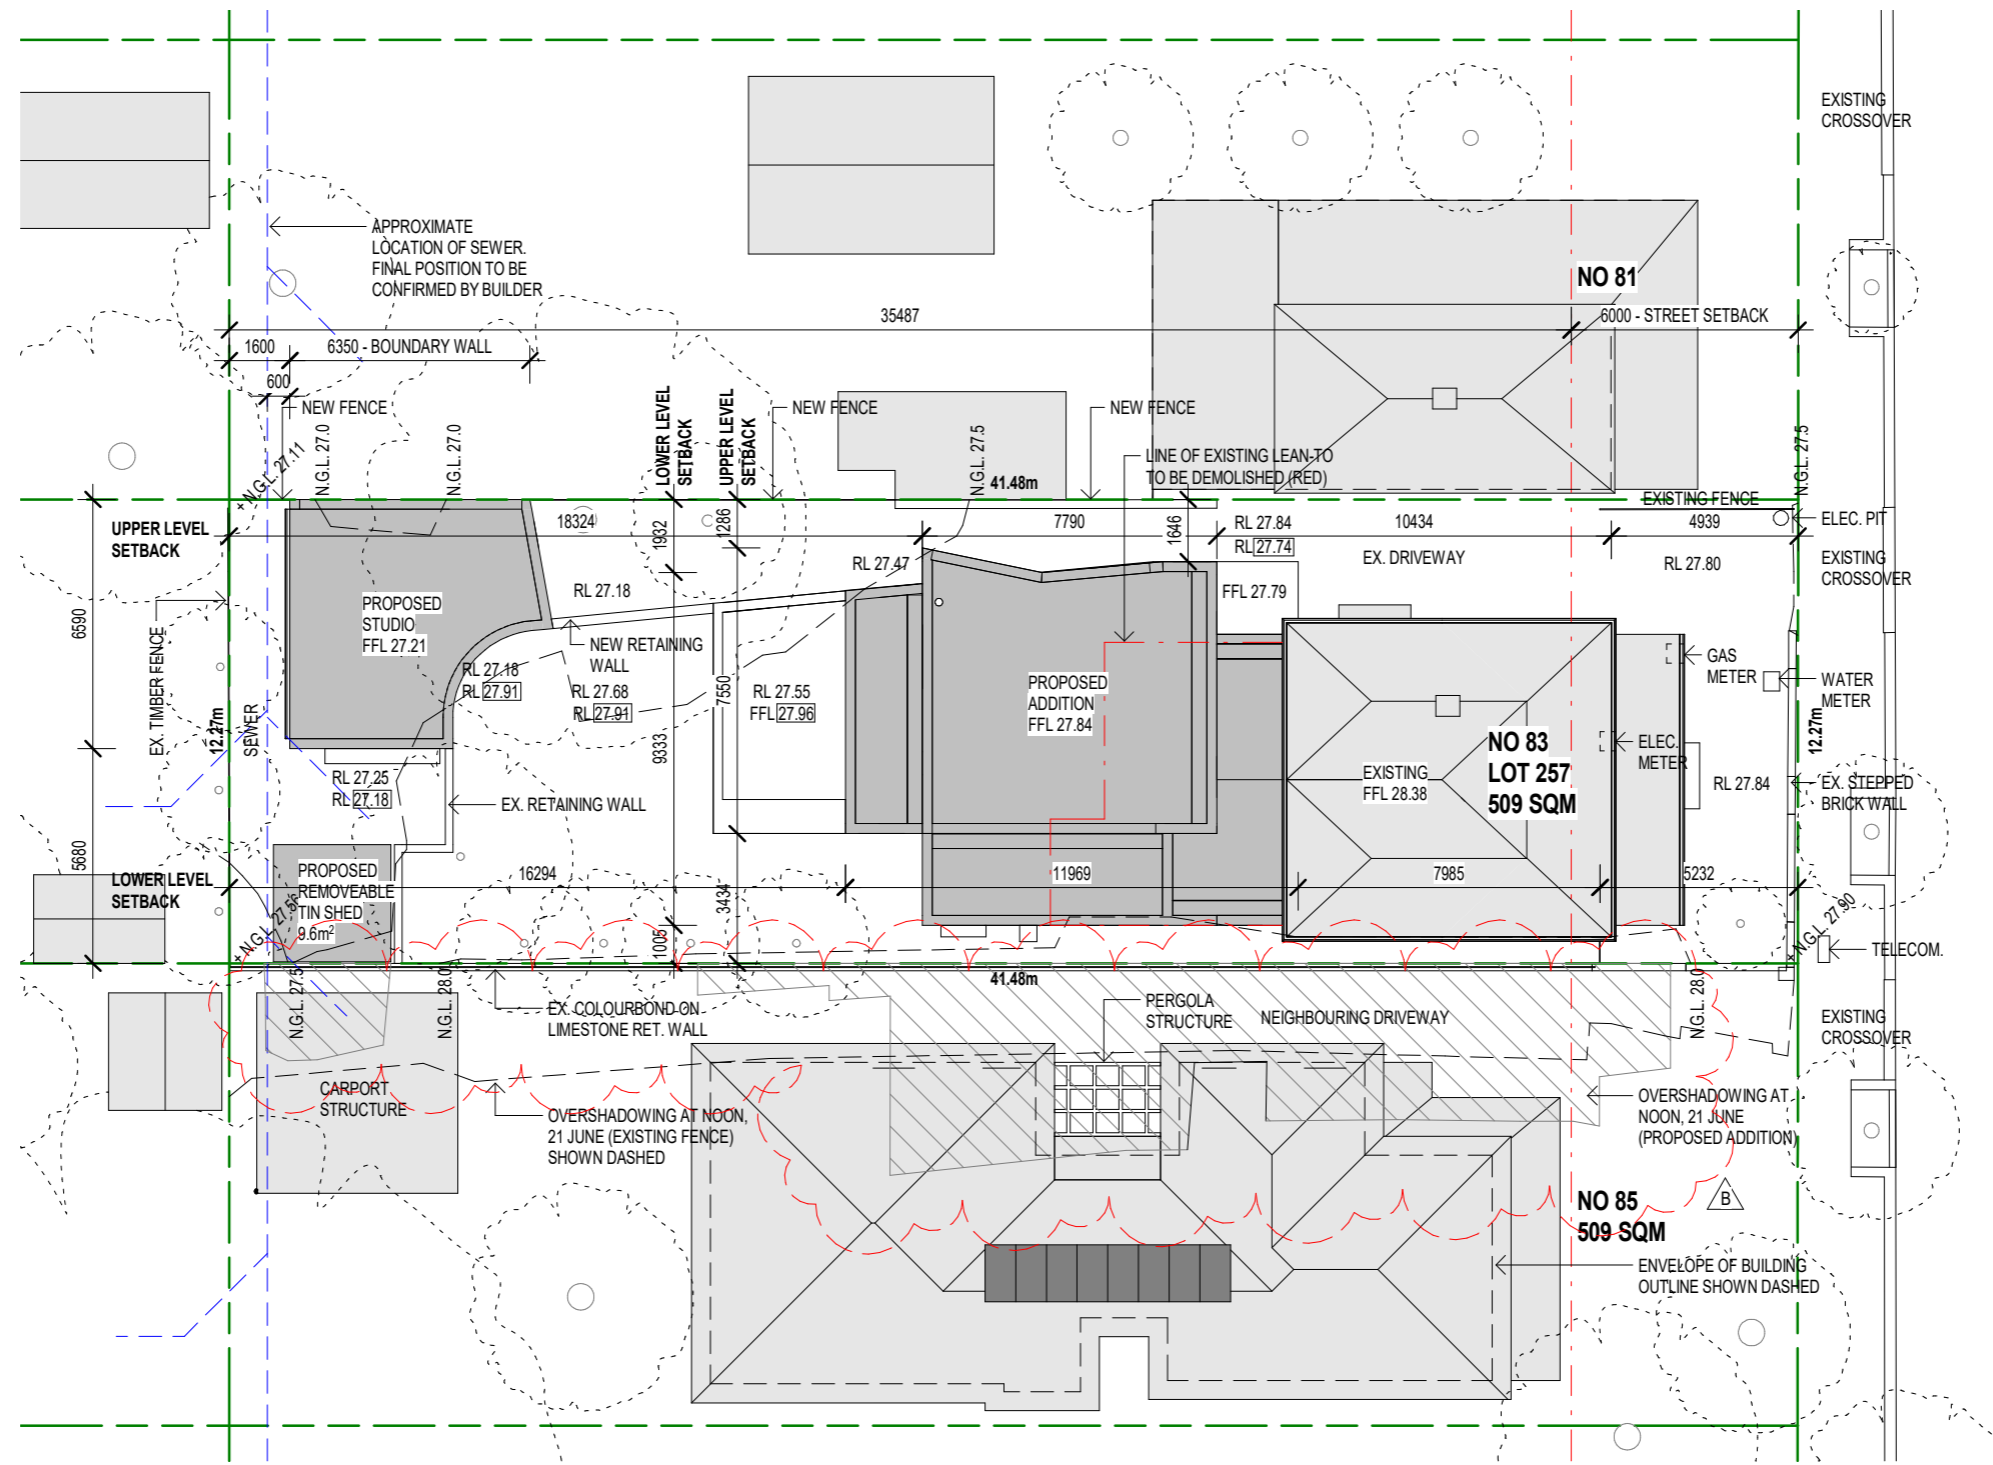 EXISTING
CROSSOVER
APPROXIMATE
LOCATION OF SEWER.
FINAL POSITION TO BE
CONFIRMED BY BUILDER
NO 81
35487
6000 - STREET SETBACK
1600
6350 - BOUNDARY WALL
600
NEW FENCE
LOWER LEVEL
SETBACK
UPPER LEVEL
SETBACK
NEW FENCE
NEW FENCE
N.G.L. 27.11
N.G.L. 27.0
N.G.L. 27.0
N.G.L. 27.5
LINE OF EXISTING LEAN-TO
TO BE DEMOLISHED (RED)
N.G.L. 27.5
41.48m
EXISTING FENCE
UPPER LEVEL
SETBACK
18324
1932
1286
7790
1646
RL 27.84
RL 27.74
10434
4939
ELEC. PIT
EX. DRIVEWAY
RL 27.47
RL 27.80
EXISTING
CROSSOVER
RL 27.18
FFL 27.79
PROPOSED
STUDIO
FFL 27.21
6590
EX. TIMBER FENCE
NEW RETAINING
WALL
RL 27.18
RL 27.91
RL 27.68
RL 27.91
7550
RL 27.55
FFL 27.96
PROPOSED
ADDITION
FFL 27.84
GAS
METER
WATER
METER
12.27m
SEWER
9333
NO 83
LOT 257
509 SQM
ELEC.
METER
12.27m
EXISTING
FFL 28.38
RL 27.84
EX. STEPPED
BRICK WALL
RL 27.25
RL 27.18
EX. RETAINING WALL
5680
LOWER LEVEL
SETBACK
PROPOSED
REMOVEABLE
TIN SHED
9.6m²
16294
3434
11969
7985
5232
1005
N.G.L. 27.90
TELECOM.
41.48m
N.G.L. 27.5
N.G.L. 28.0
EX. COLOURBOND ON
LIMESTONE RET. WALL
PERGOLA
STRUCTURE
NEIGHBOURING DRIVEWAY
N.G.L. 28.0
EXISTING
CROSSOVER
CARPORT
STRUCTURE
OVERSHADOWING AT NOON,
21 JUNE (EXISTING FENCE)
SHOWN DASHED
OVERSHADOWING AT
NOON, 21 JUNE
(PROPOSED ADDITION)
B
NO 85
509 SQM
ENVELOPE OF BUILDING
OUTLINE SHOWN DASHED